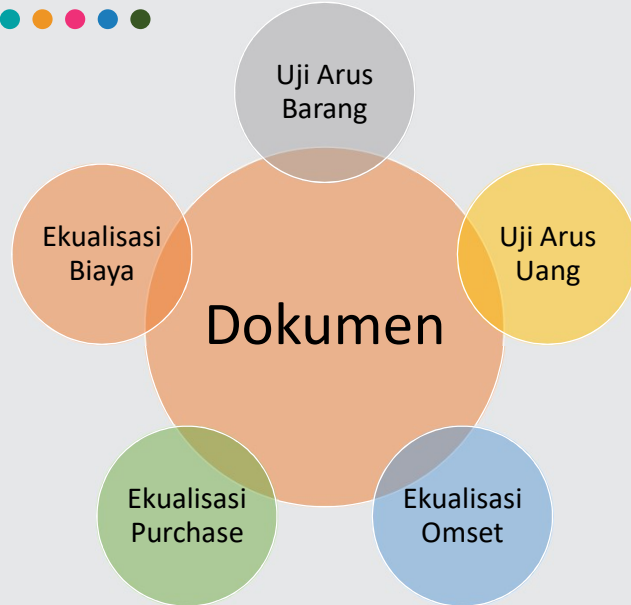 Uji Arus
Barang
Ekualisasi
Biaya
Uji Arus
Uang
Dokumen
Ekualisasi
Purchase
Ekualisasi
Omset